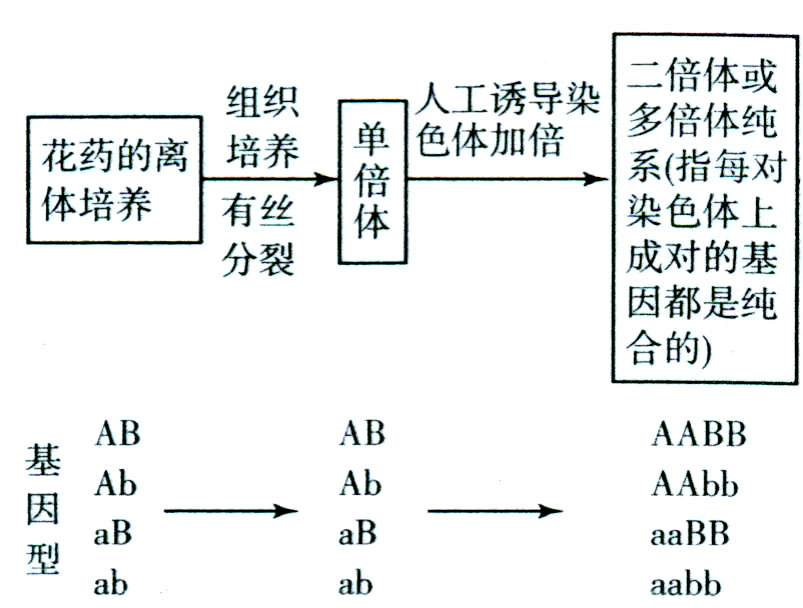 花药的离
体培养
组织
培养
有丝
分裂
单
倍
体
人工诱导染
色体加倍
二倍体或
多倍体纯
系(指每对
染色体上
成对的基
因都是纯
合的)
基
因
型
AB
Ab
aB
ab
AB
Ab
aB
ab
AABB
AAbb
aaBB
aabb